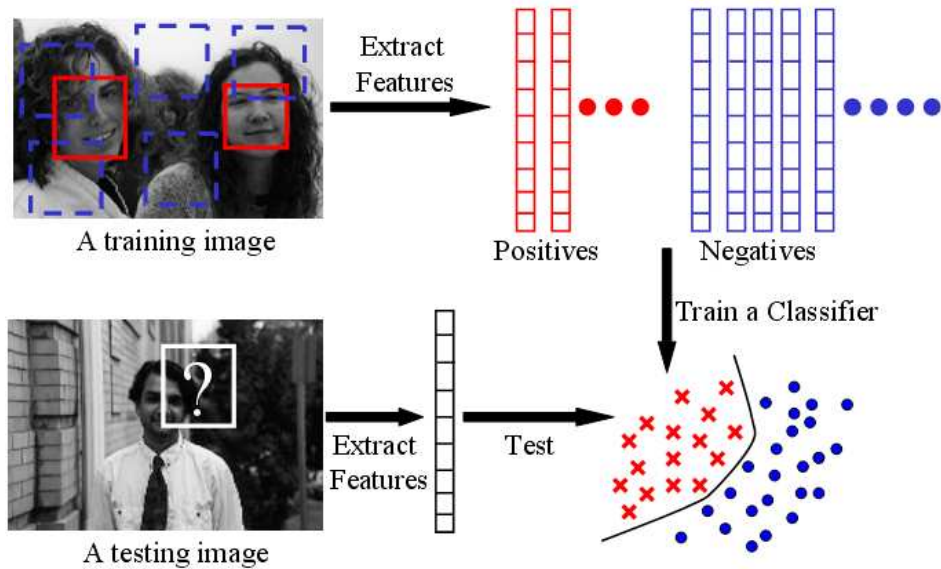 Extract
Features
A training image
Positives
Negatives
Train a Classifier
?
Extract
Features
Test
A testing image